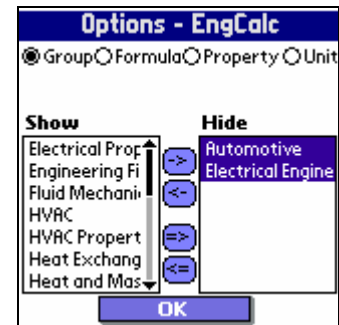 Options - EngCalc
Group Formula Property Unit
Show Hide
Electrical Prop
Engineering Fi
Fluid Mechani
HVAC
HVAC Propert
Heat Exchang
Heat and Mas
Automotive
Electrical Engine
->
<-
=>
<=
OK